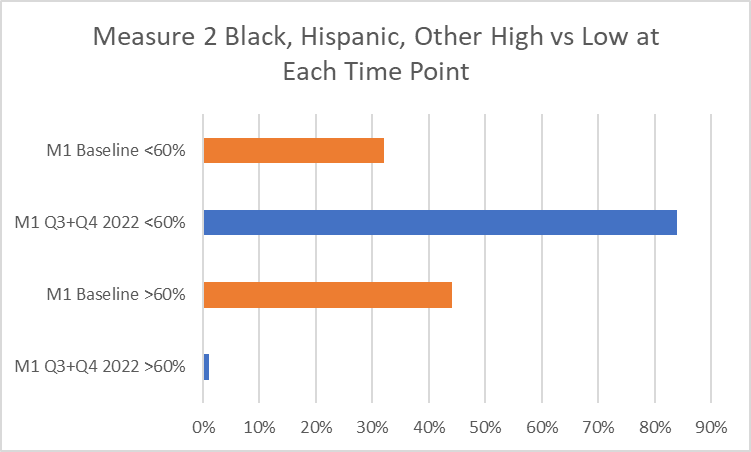 Measure 2 Black, Hispanic, Other High vs Low at
Each Time Point
M1 Baseline <60%
M1 Q3+Q4 2022 <60%
M1 Baseline >60%
M1 Q3+Q4 2022 >60%
0% 10% 20% 30% 40% 50% 60% 70% 80% 90%